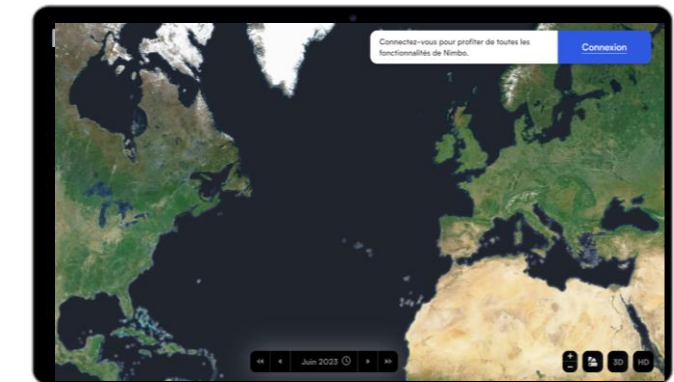 Connectez-vous pour profiter de toutes les
fonctionnalités de Nimbo.
Connexion
Juin 2023
3D
HD